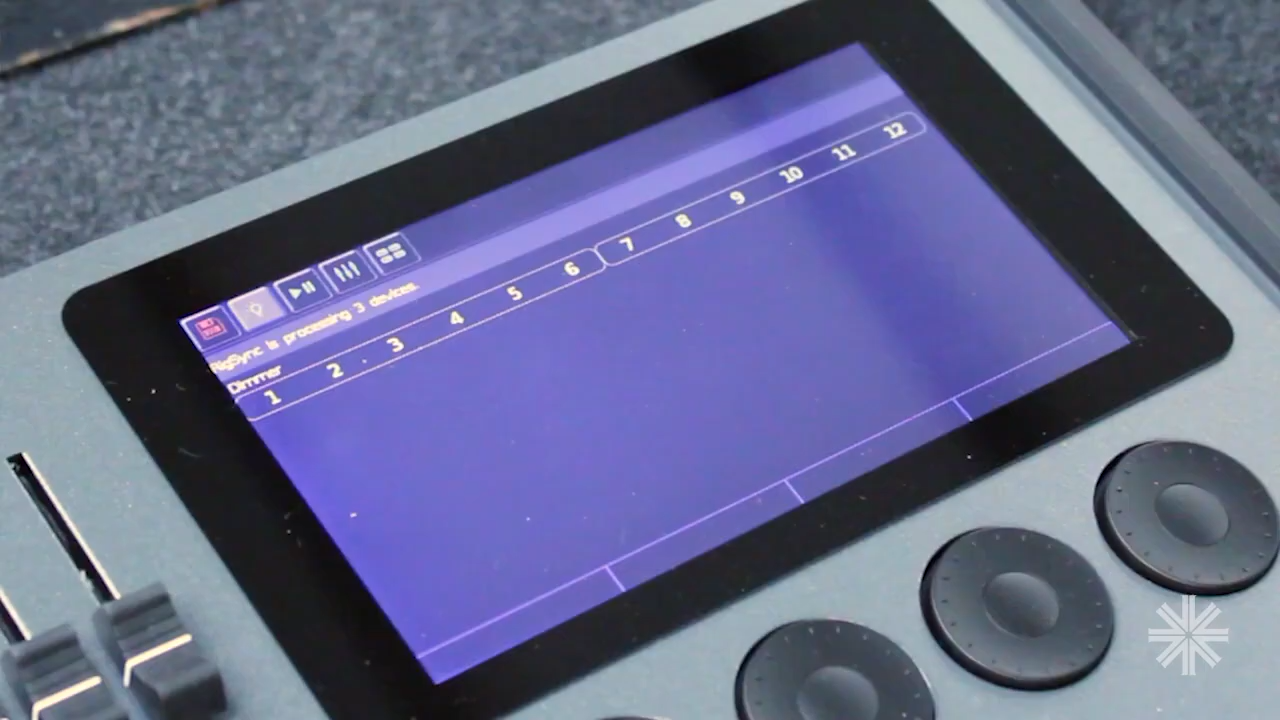 RigSync is processing 3 devices.
Dimmer
1 2 3 4 5 6 7 8 9 10 11 12